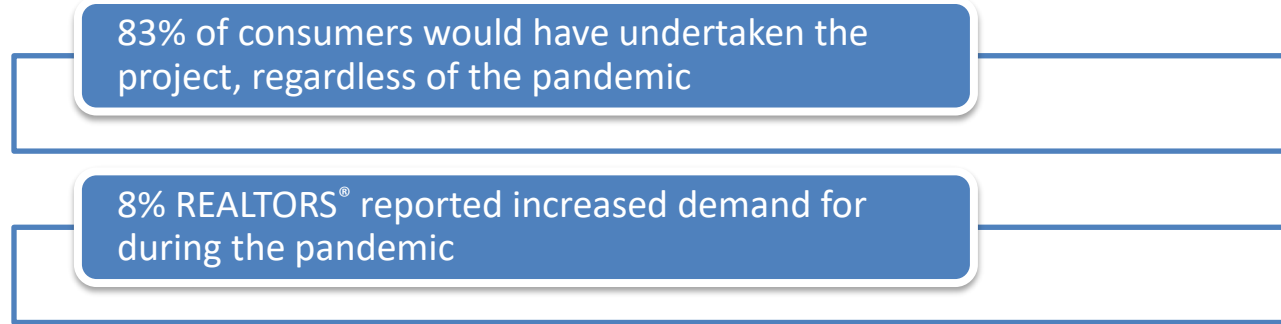 83% of consumers would have undertaken the
project, regardless of the pandemic
8% REALTORS® reported increased demand for
during the pandemic